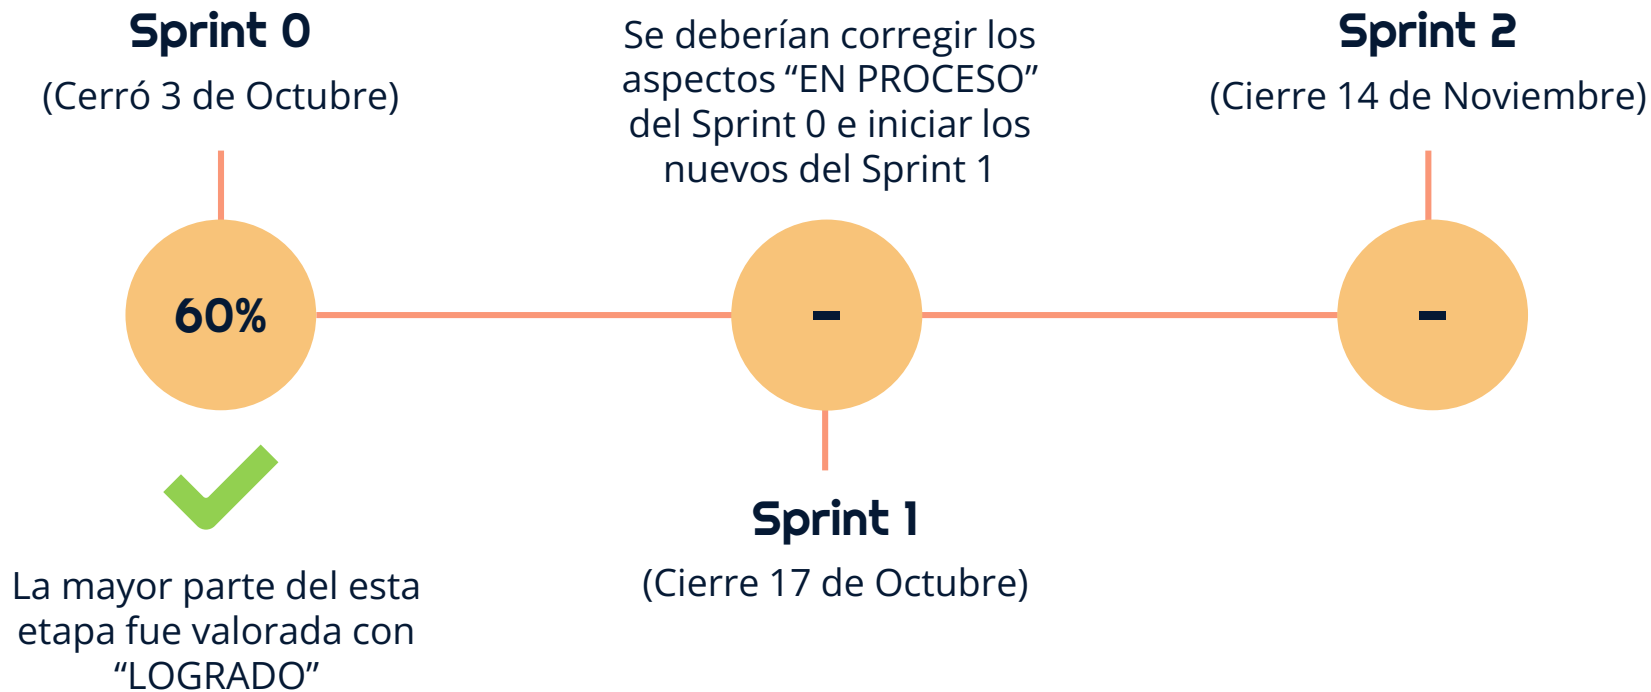 Sprint 0
(Cerró 3 de Octubre)
60%
La mayor parte del esta
etapa fue valorada con
“LOGRADO”
Se deberían corregir los
aspectos “EN PROCESO”
del Sprint 0 e iniciar los
nuevos del Sprint 1
-
Sprint 1
(Cierre 17 de Octubre)
Sprint 2
(Cierre 14 de Noviembre)
-